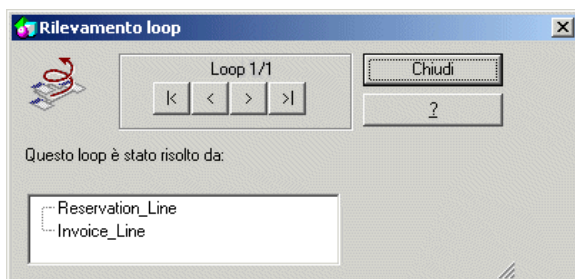 Rilevamento loop
Loop 1/1
|< < > >|
Chiudi
?
Questo loop è stato risolto da:
Reservation_Line
Invoice_Line